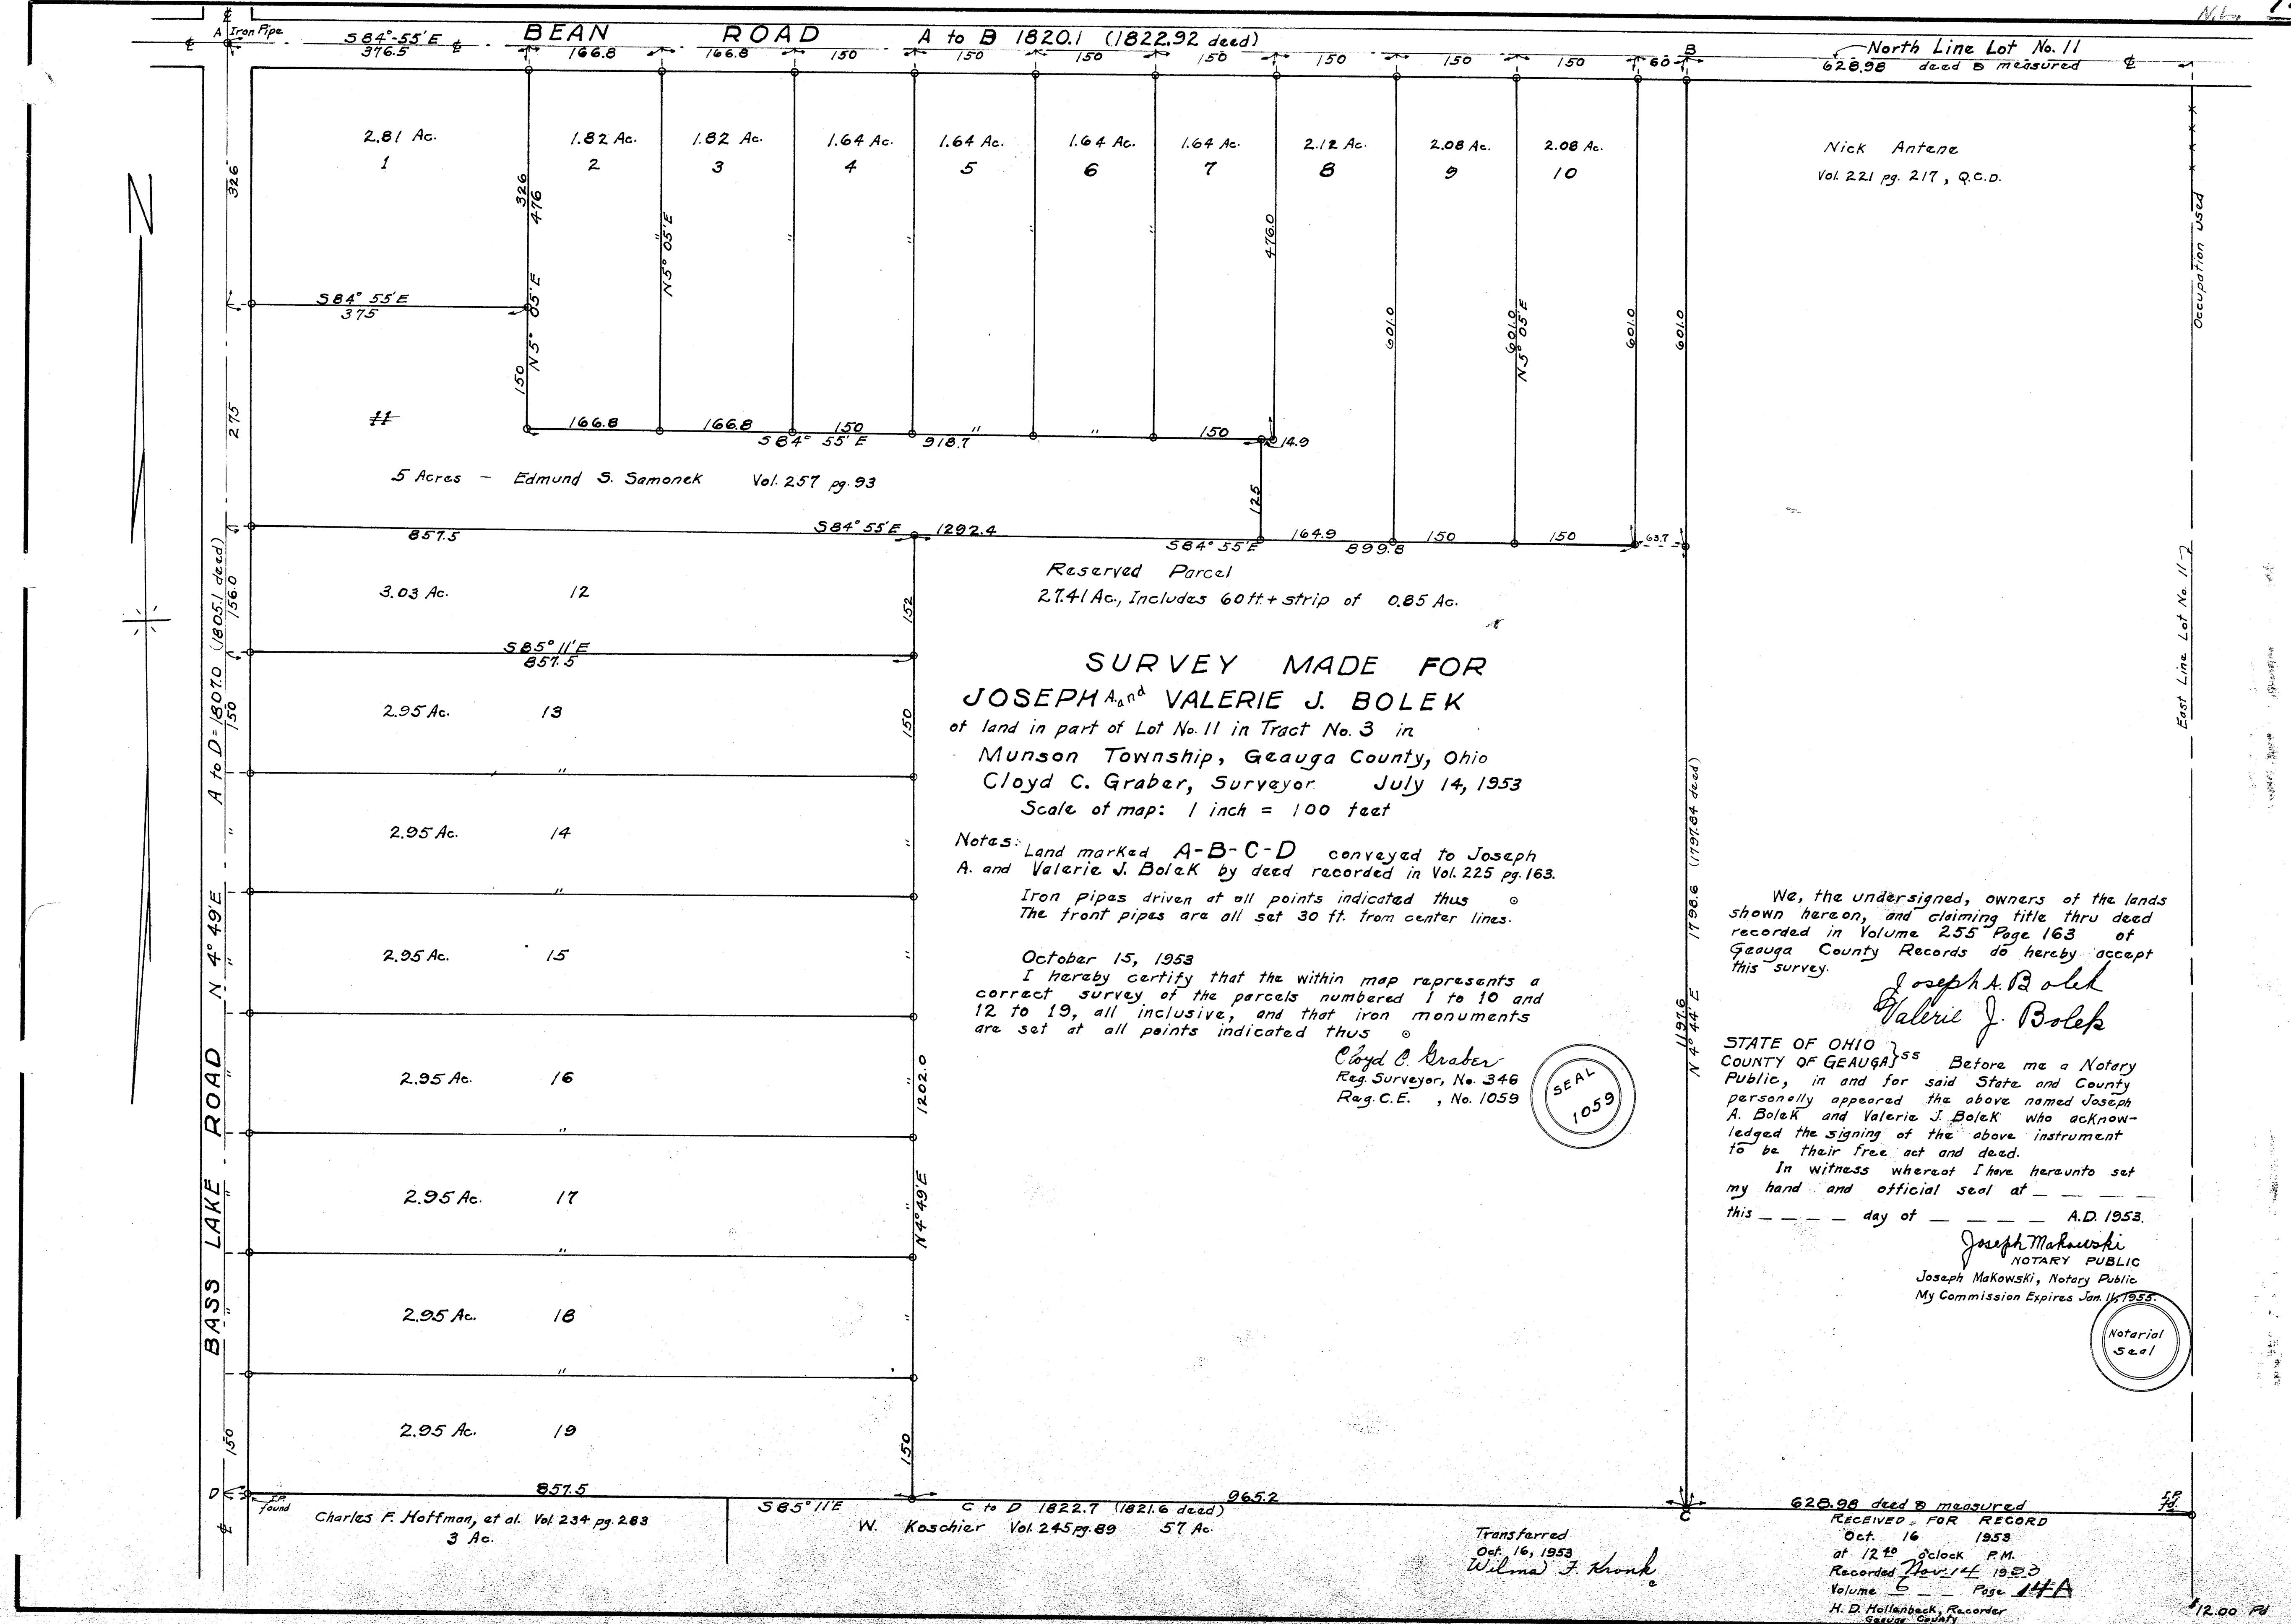 N.L.
A Iron Pipe
S84°-55'E
376.5
BEAN ROAD
A to B 1820.1 (1822.92 deed)
166.8 166.8 150 150 150 150 150 150 150 60
B
North Line Lot No. 11
628.98 deed & measured
2.81 Ac.
1
1.82 Ac.
2
1.82 Ac.
3
1.64 Ac.
4
1.64 Ac.
5
1.64 Ac.
6
1.64 Ac.
7
2.12 Ac.
8
2.08 Ac.
9
2.08 Ac.
10
Nick Antene
Vol. 221 pg. 217, Q.C.D.
N
326
326
476
N5° 05'E
150
"
N5° 05'E
" " " "
476.0
601.0
601.0
N5° 05'E
601.0
601.0
Occupation used
S84° 55'E
375
275
11
166.8 166.8 150 " " 150
S84° 55'E 918.7
14.9
5 Acres - Edmund S. Samonek Vol. 257 pg. 93
125
857.5
S84° 55'E 1292.4
164.9 150 150 63.7
S84° 55'E 899.8
East Line Lot No. 11
A to D = 1807.0 (1805.1 deed)
156.0
3.03 Ac. 12
152
S85° 11'E
857.5
150
2.95 Ac. 13
150
"
"
2.95 Ac. 14
"
"
2.95 Ac. 15
"
"
2.95 Ac. 16
"
1202.0
"
"
2.95 Ac. 17
"
N4° 49'E
"
2.95 Ac. 18
"
"
"
2.95 Ac. 19
150
150
BASS LAKE ROAD N 4° 49'E
Reserved Parcel
27.41 Ac., Includes 60 ft.+ strip of 0.85 Ac.
SURVEY MADE FOR
JOSEPH A. and VALERIE J. BOLEK
of land in part of Lot No. 11 in Tract No. 3 in
Munson Township, Geauga County, Ohio
Cloyd C. Graber, Surveyor. July 14, 1953
Scale of map: 1 inch = 100 feet
Notes: Land marked A-B-C-D conveyed to Joseph
A. and Valerie J. Bolek by deed recorded in Vol. 225 pg. 163.
Iron pipes driven at all points indicated thus ⊙
The front pipes are all set 30 ft. from center lines.
October 15, 1953
I hereby certify that the within map represents a
correct survey of the parcels numbered 1 to 10 and
12 to 19, all inclusive, and that iron monuments
are set at all points indicated thus ⊙
Cloyd C. Graber
Reg. Surveyor, No. 346
Reg. C.E. , No. 1059
SEAL
1059
1798.6 (1797.84 deed)
1197.6
N 4° 44' E
We, the undersigned, owners of the lands
shown hereon, and claiming title thru deed
recorded in Volume 255 Page 163 of
Geauga County Records do hereby accept
this survey.
Joseph A. Bolek
Valerie J. Bolek
STATE OF OHIO
COUNTY OF GEAUGA } SS Before me a Notary
Public, in and for said State and County
personally appeared the above named Joseph
A. Bolek and Valerie J. Bolek who acknow-
ledged the signing of the above instrument
to be their free act and deed.
In witness whereof I have hereunto set
my hand and official seal at _ _ _ _
this _ _ _ _ day of _ _ _ _ A.D. 1953.
Joseph Makowski
NOTARY PUBLIC
Joseph Makowski, Notary Public
My Commission Expires Jan. 11, 1955.
Notarial
Seal
D
I.P. found
857.5
S85° 11'E
965.2
C to D 1822.7 (1821.6 deed)
C
628.98 deed & measured
I.P. fd.
Charles F. Hoffman, et al. Vol. 234 pg. 283
3 Ac.
W. Koschier Vol. 245 pg. 89 57 Ac.
Transferred
Oct. 16, 1953
Wilma F. Kronk
RECEIVED FOR RECORD
Oct. 16 1953
at 12 40 o'clock P.M.
Recorded Nov. 14 1953
Volume 6 Page 14A
H. D. Hollenbeck, Recorder
Geauga County
$12.00 Pd